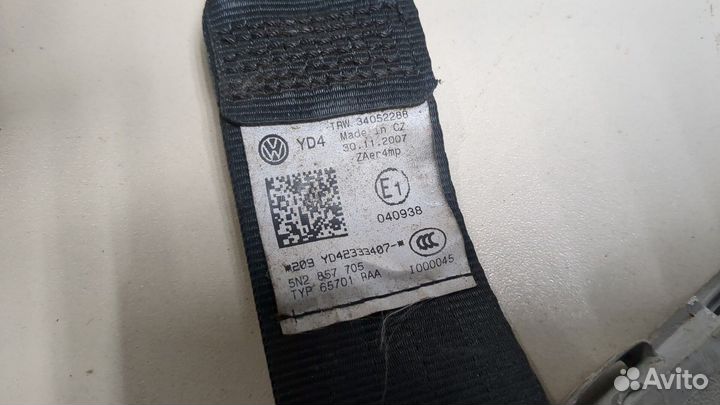 TRW 34052288
YD4
Made in CZ
30.11.2007
ZAer4mp
E1
040938
*209 YD42333407-*
CCC
5N2 857 705
I000045
TYP 65701 RAA
Avito